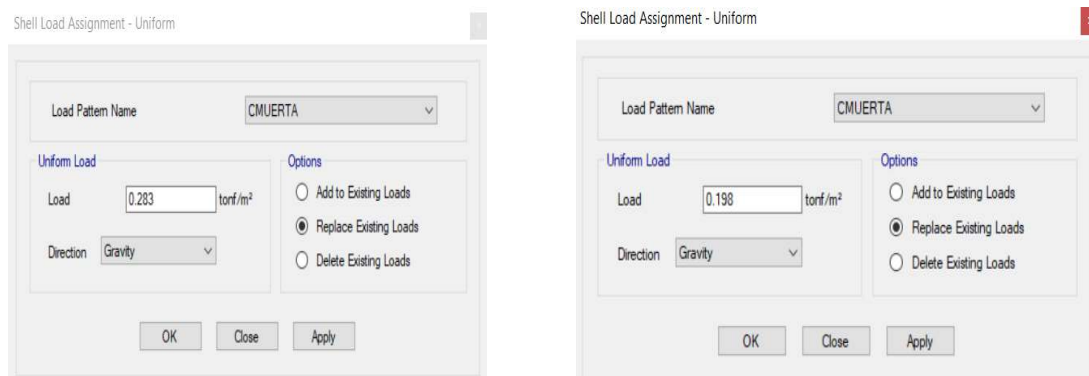 Shell Load Assignment - Uniform
Load Pattern Name CMUERTA
Uniform Load Options
Load 0.283 tonf/m² Add to Existing Loads
Replace Existing Loads
Direction Gravity Delete Existing Loads
OK Close Apply
Shell Load Assignment - Uniform
Load Pattern Name CMUERTA
Uniform Load Options
Load 0.198 tonf/m² Add to Existing Loads
Replace Existing Loads
Direction Gravity Delete Existing Loads
OK Close Apply